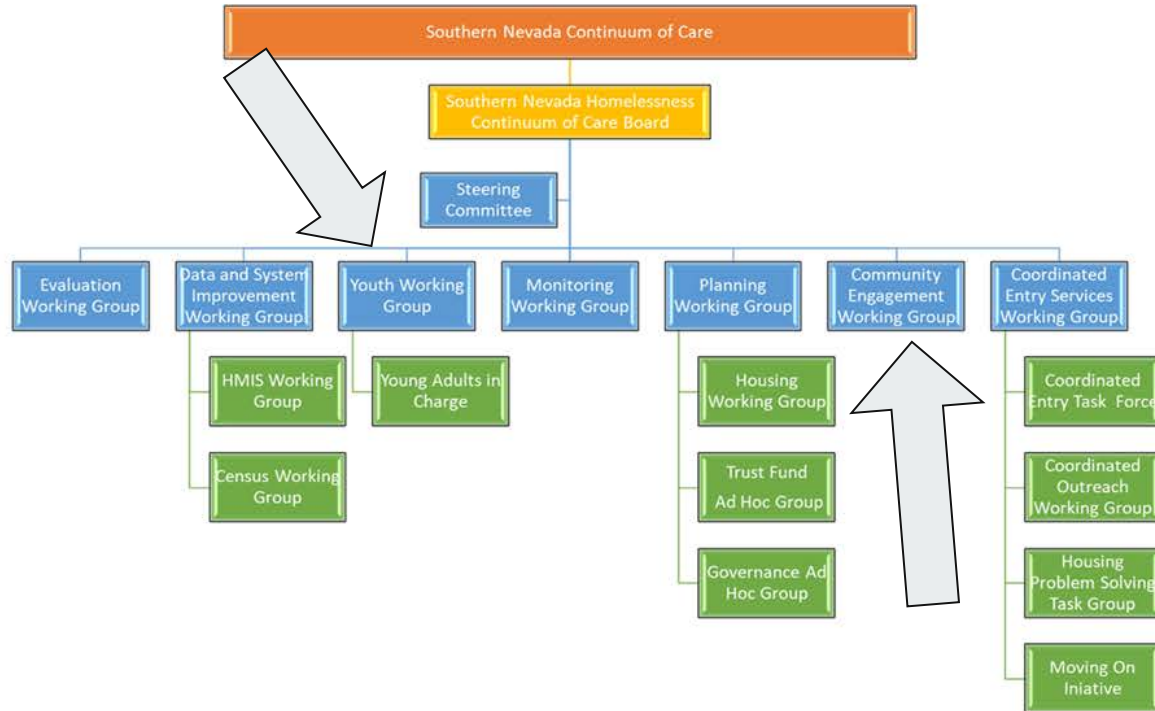 Southern Nevada Continuum of Care
Southern Nevada Homelessness
Continuum of Care Board
Steering
Committee
Evaluation
Working Group
Data and System
Improvement
Working Group
Youth Working
Group
Monitoring
Working Group
Planning
Working Group
Community
Engagement
Working Group
Coordinated
Entry Services
Working Group
HMIS Working
Group
Census Working
Group
Young Adults in
Charge
Housing
Working Group
Trust Fund
Ad Hoc Group
Governance Ad
Hoc Group
Coordinated
Entry Task Force
Coordinated
Outreach
Working Group
Housing
Problem Solving
Task Group
Moving On
Iniative